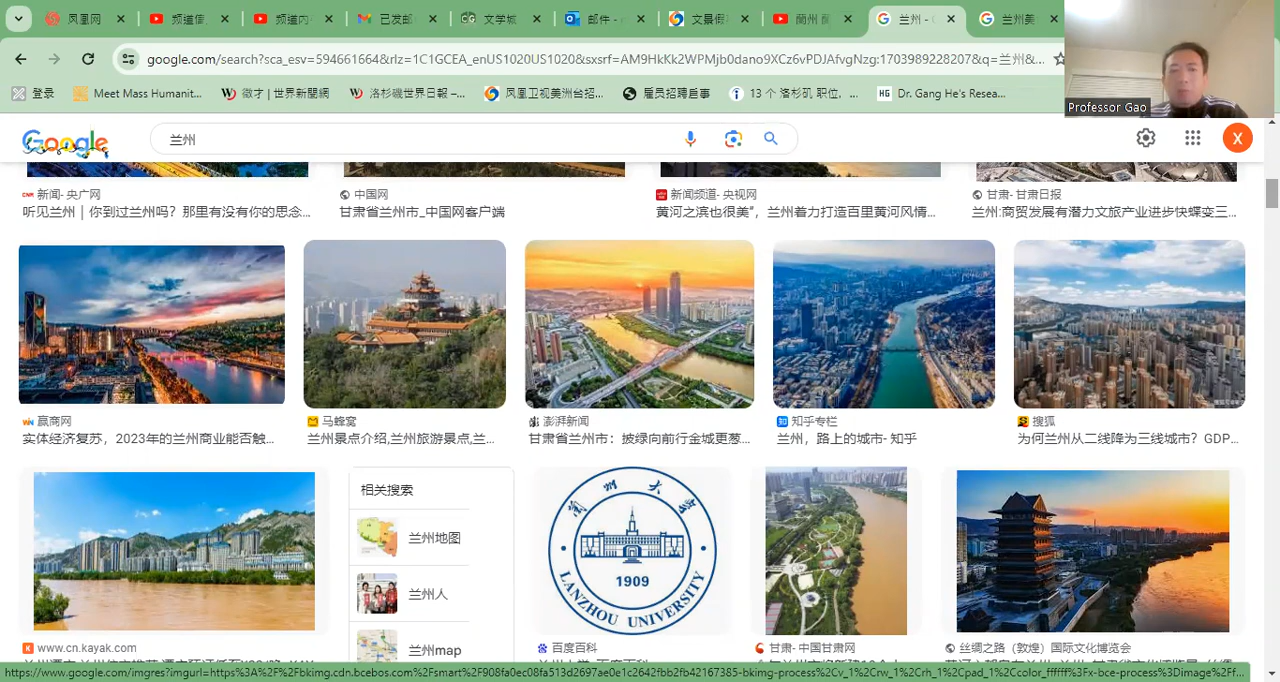 凤凰网
频道信
频道内
已发邮
文学城
邮件 -
文景假
蘭州
兰州 -
兰州美
google.com/search?sca_esv=594661664&rlz=1C1GCEA_enUS1020US1020&sxsrf=AM9HkKk2WPMjb0dano9XCz6vPDJAfvgNzg:1703989228207&q=兰州&...
登录
Meet Mass Humanit...
徵才 | 世界新聞網
洛杉磯世界日報 –...
凤凰卫视美洲台招...
雇员招聘启事
13 个 洛杉矶 职位, ...
Dr. Gang He's Resea...
Professor Gao
Google
兰州
X
新闻- 央广网
中国网
新闻频道- 央视网
甘肃- 甘肃日报
听见兰州｜你到过兰州吗？那里有没有你的思念...
甘肃省兰州市_中国网客户端
黄河之滨也很美”，兰州着力打造百里黄河风情...
兰州:商贸发展有潜力文旅产业进步快蝶变三...
赢商网
马蜂窝
澎湃新闻
知乎专栏
搜狐
实体经济复苏，2023年的兰州商业能否触...
兰州景点介绍,兰州旅游景点,兰...
甘肃省兰州市：披绿向前行金城更葱...
兰州，路上的城市- 知乎
为何兰州从二线降为三线城市？GDP...
相关搜索
兰州地图
兰州人
兰州map
兰州大学
1909
LANZHOU UNIVERSITY
www.cn.kayak.com
百度百科
甘肃- 中国甘肃网
丝绸之路（敦煌）国际文化博览会
https://www.google.com/imgres?imgurl=https%3A%2F%2Fbkimg.cdn.bcebos.com%2Fsmart%2F908fa0ec08fa513d2697ae0e1c2642fbb2fb42167385-bkimg-process%2Cv_1%2Crw_1%2Crh_1%2Cpad_1%2Ccolor_ffffff%3Fx-bce-process%3Dimage%2Ff...